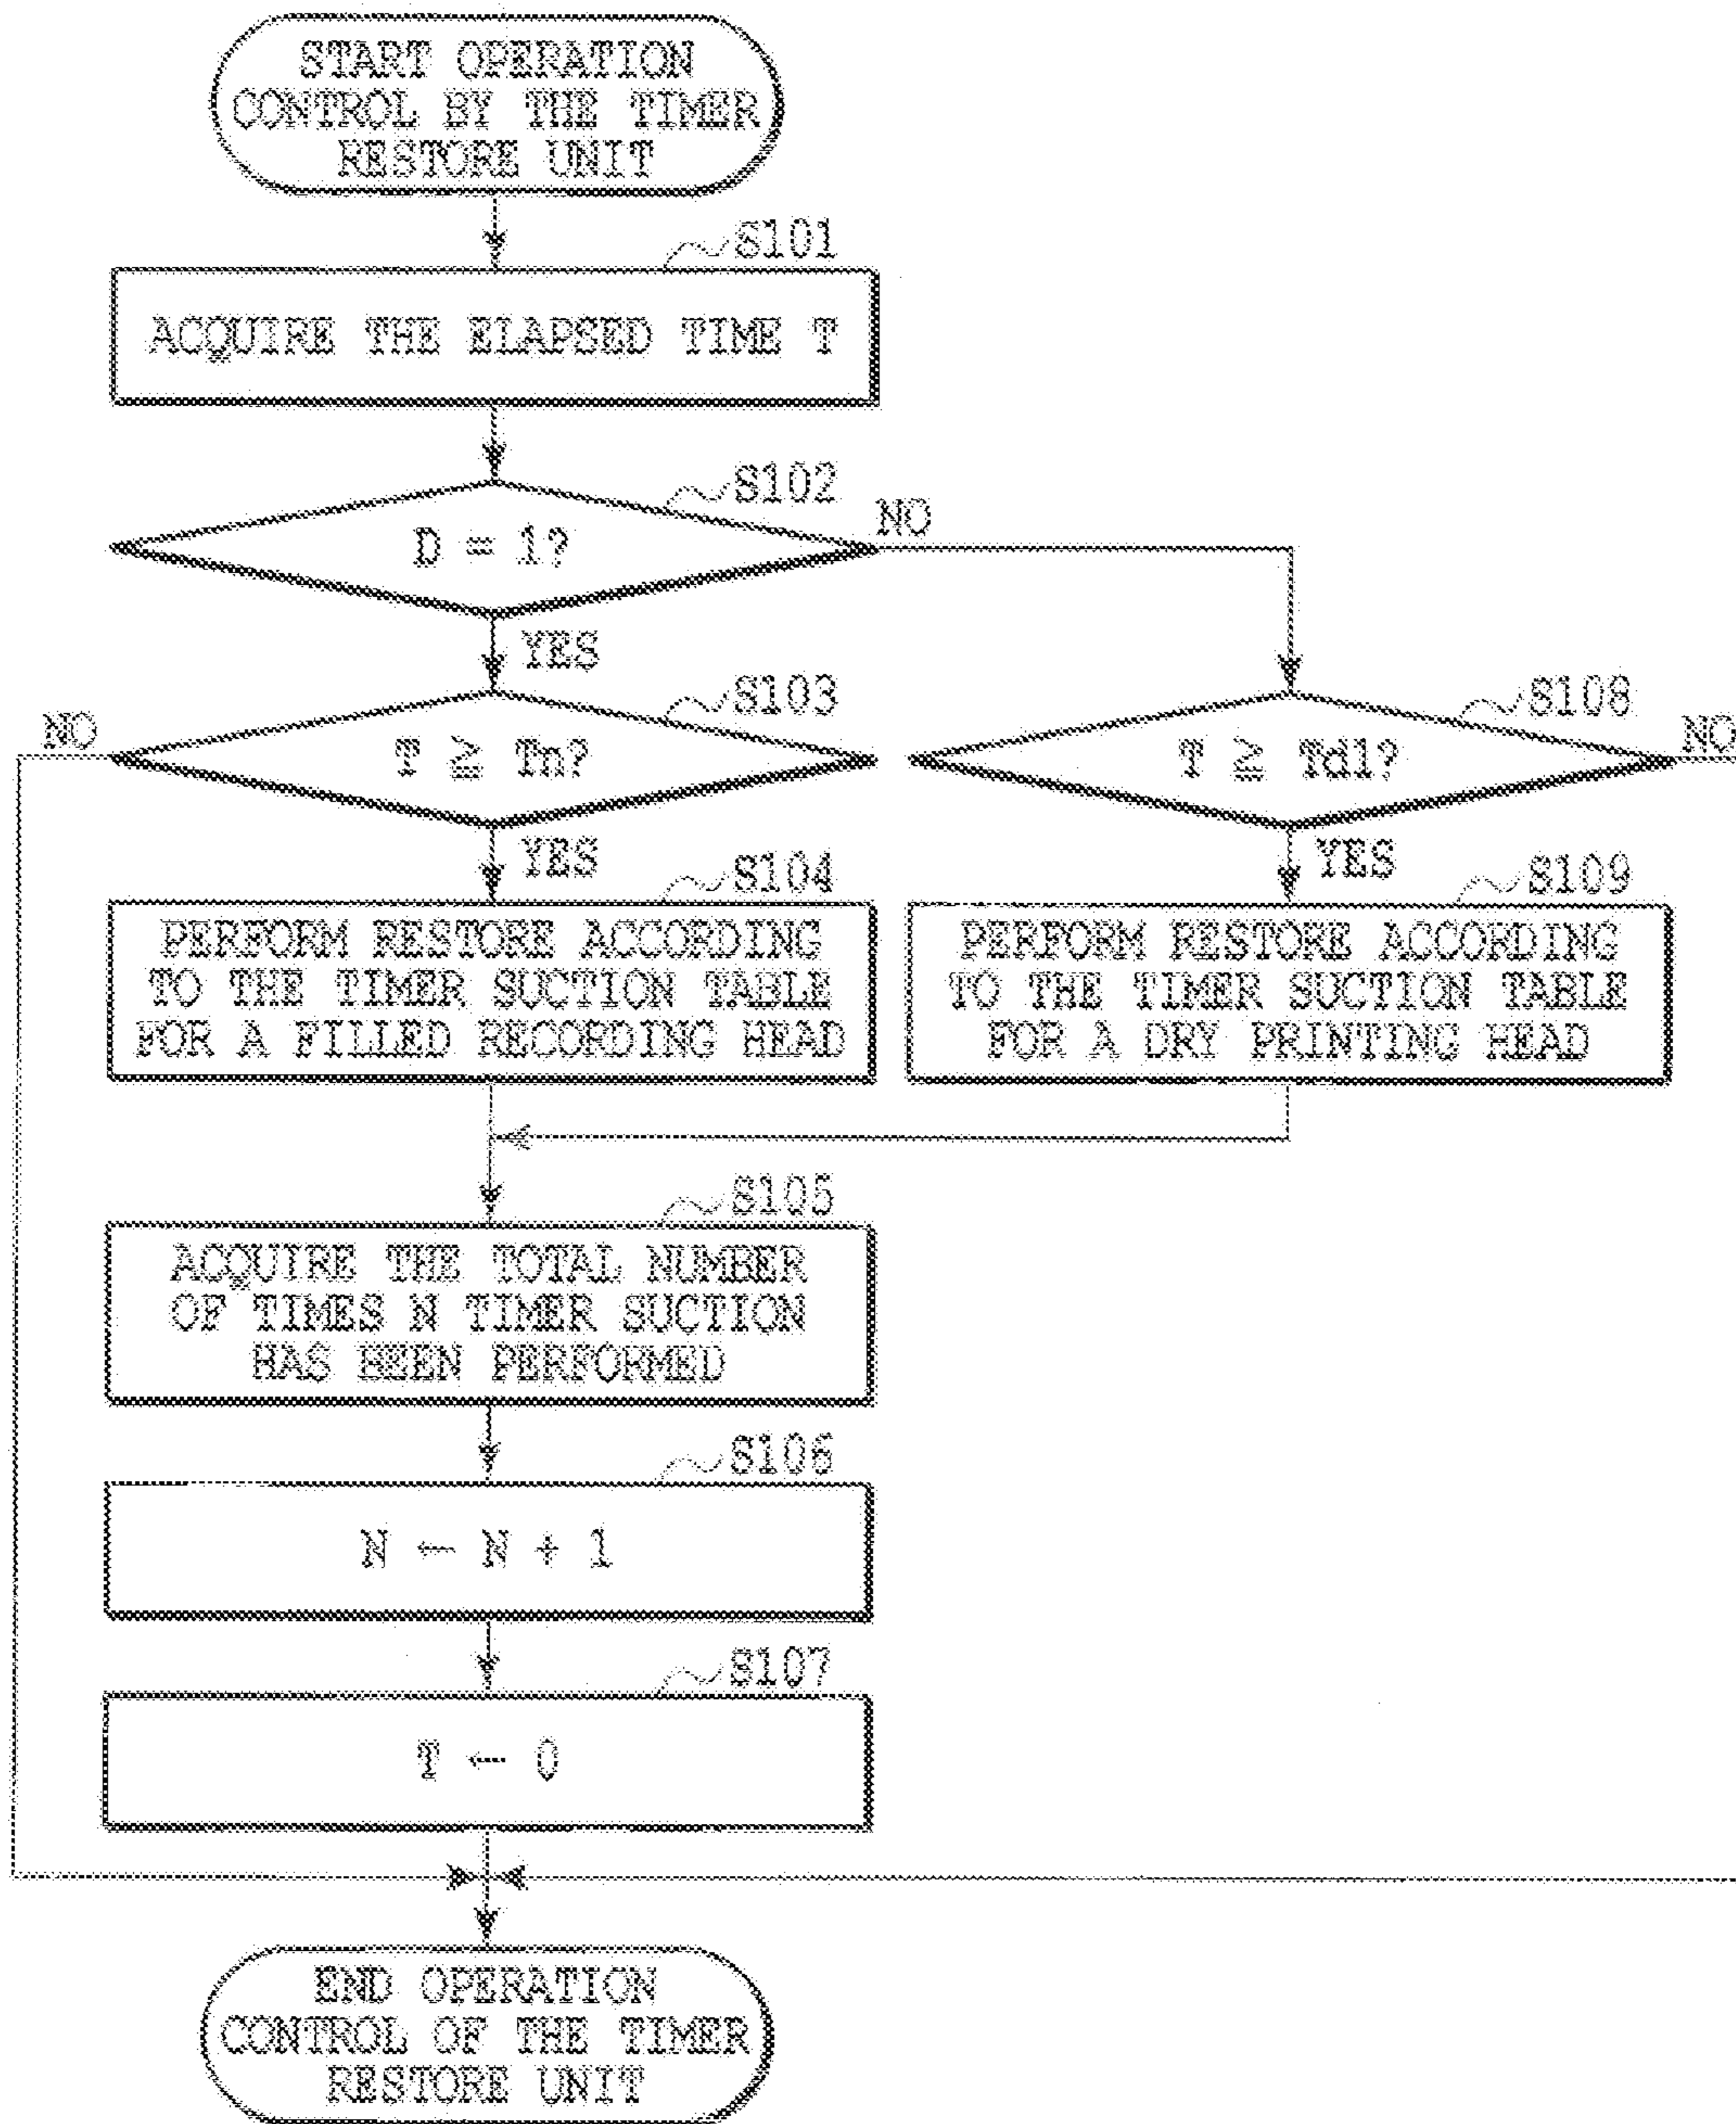 START OPERATION
CONTROL BY THE TIMER
RESTORE UNIT
S101
ACQUIRE THE ELAPSED TIME T
S102
D = 1?
NO
YES
S103
NO
T ≧ Tn?
YES
S108
NO
T ≧ Td1?
YES
S104
PERFORM RESTORE ACCORDING
TO THE TIMER SUCTION TABLE
FOR A FILLED RECORDING HEAD
S109
PERFORM RESTORE ACCORDING
TO THE TIMER SUCTION TABLE
FOR A DRY PRINTING HEAD
S105
ACQUIRE THE TOTAL NUMBER
OF TIMES N TIMER SUCTION
HAS BEEN PERFORMED
S106
N ← N + 1
S107
T ← 0
END OPERATION
CONTROL OF THE TIMER
RESTORE UNIT